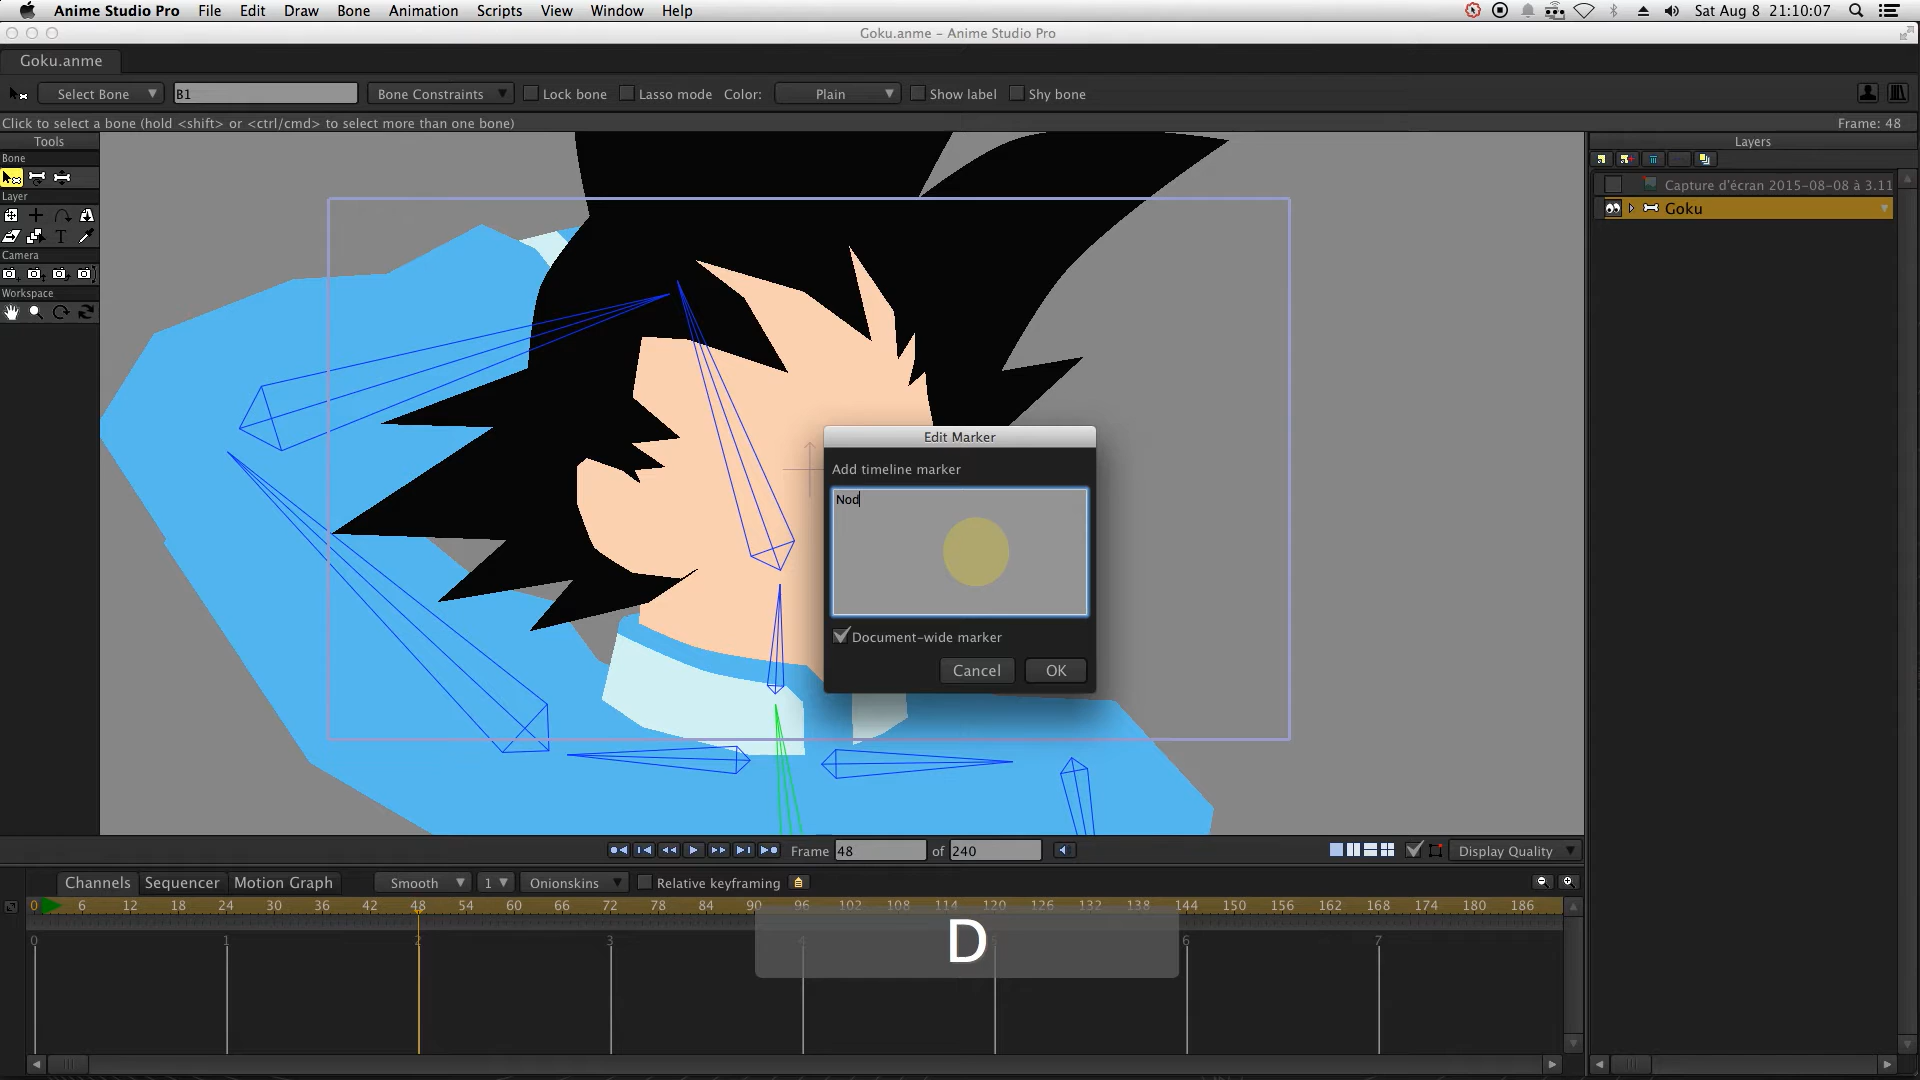 Anime Studio Pro File Edit Draw Bone Animation Scripts View Window Help Sat Aug 8 21:10:07
Goku.anme – Anime Studio Pro
Goku.anme
Select Bone B1 Bone Constraints Lock bone Lasso mode Color: Plain Show label Shy bone
Click to select a bone (hold <shift> or <ctrl/cmd> to select more than one bone) Frame: 48
Tools
Bone
Layer
T
Camera
Workspace
Layers
Capture d'écran 2015-08-08 à 3.11
Goku
Edit Marker
Add timeline marker
Nod
Document-wide marker
Cancel OK
Frame 48 of 240 Display Quality
Channels Sequencer Motion Graph Smooth 1 Onionskins Relative keyframing
0 6 12 18 24 30 36 42 48 54 60 66 72 78 84 90 96 102 108 114 120 126 132 138 144 150 156 162 168 174 180 186
0 1 2 3 4 5 6 7
D